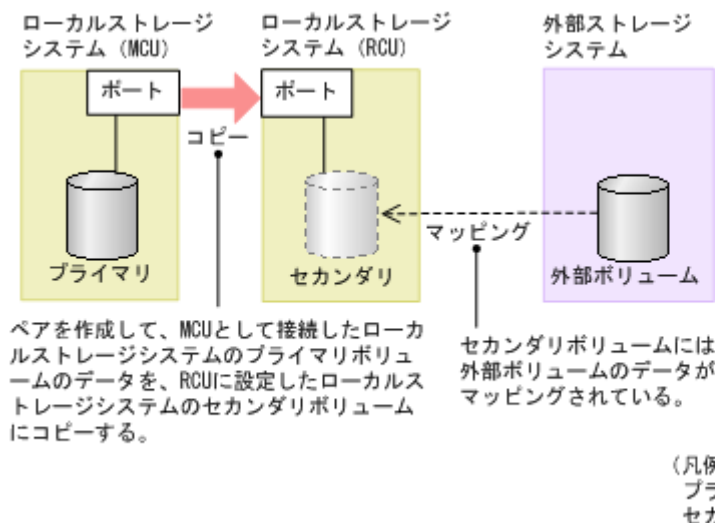 ローカルストレージ
システム（MCU）
ローカルストレージ
システム（RCU）
外部ストレージ
システム
ポート
ポート
コピー
マッピング
プライマリ
セカンダリ
外部ボリューム
ペアを作成して、MCUとして接続したローカ
ルストレージシステムのプライマリボリュ
ームのデータを、RCUに設定したローカルス
トレージシステムのセカンダリボリューム
にコピーする。
セカンダリボリュームには
外部ボリュームのデータが
マッピングされている。
（凡例
プラ
セカ